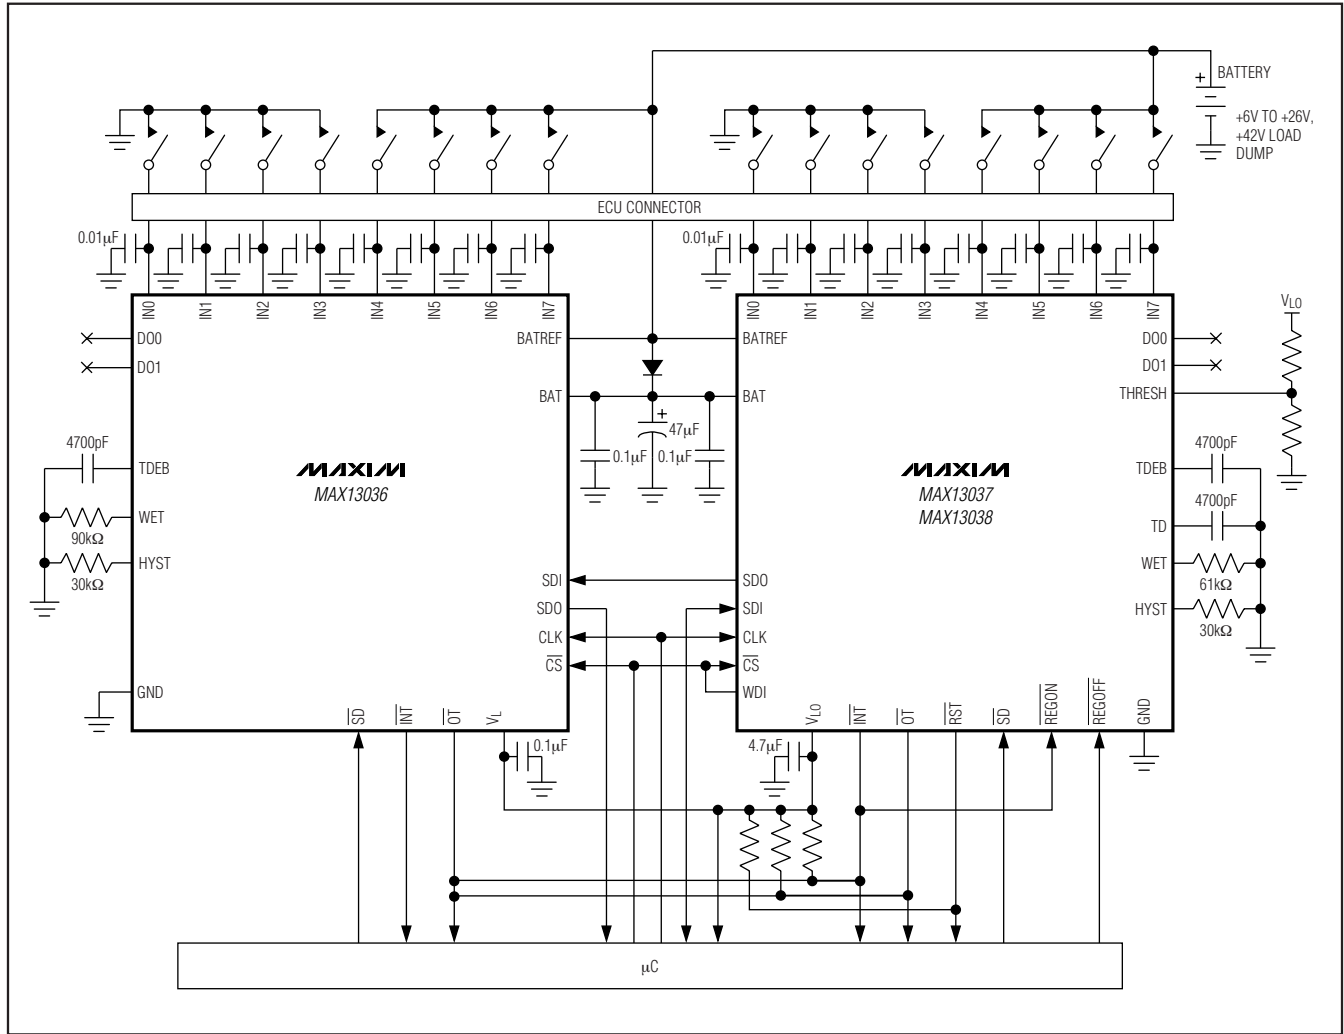 BATTERY
+
+6V TO +26V,
+42V LOAD
DUMP
ECU CONNECTOR
0.01µF
0.01µF
IN0 IN1 IN2 IN3 IN4 IN5 IN6 IN7
IN0 IN1 IN2 IN3 IN4 IN5 IN6 IN7
VLO
DO0
BATREF
BATREF
DO0
DO1
DO1
BAT
BAT
THRESH
+
47µF
0.1µF
0.1µF
4700pF
TDEB
MAXIM
MAX13036
MAXIM
MAX13037
MAX13038
4700pF
TDEB
4700pF
TD
WET
90kΩ
HYST
30kΩ
WET
61kΩ
HYST
30kΩ
SDI
SDO
SDO
SDI
CLK
CLK
CS
CS
WDI
GND
SD INT OT VL
VLO INT OT RST SD REGON REGOFF GND
0.1µF
4.7µF
µC